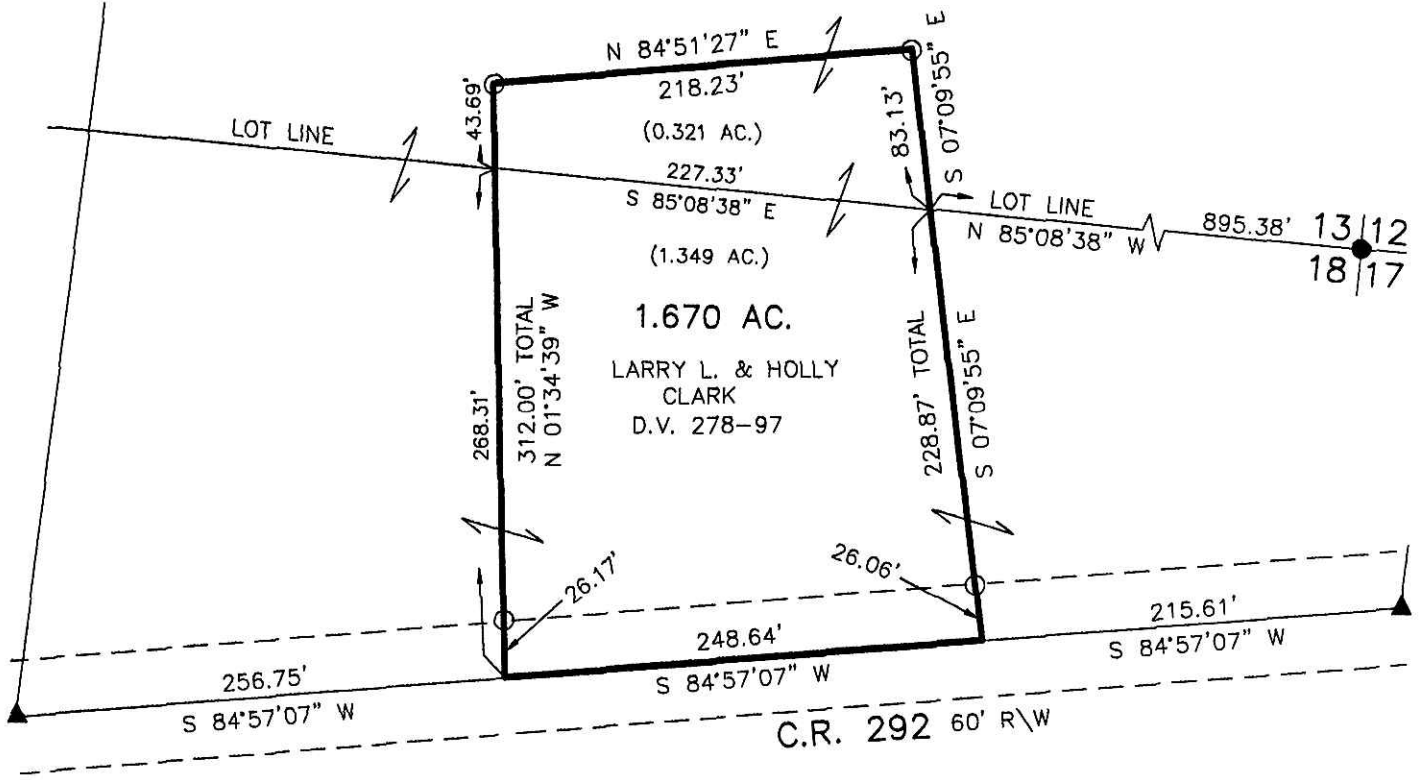 N 84°51'27" E
218.23'
(0.321 AC.)
43.69'
83.13'
S 07°09'55" E
LOT LINE
227.33'
S 85°08'38" E
LOT LINE
N 85°08'38" W
895.38'
13 12
18 17
(1.349 AC.)
1.670 AC.
LARRY L. & HOLLY
CLARK
D.V. 278-97
268.31'
312.00' TOTAL
N 01°34'39" W
228.87' TOTAL
S 07°09'55" E
26.17'
26.06'
256.75'
S 84°57'07" W
248.64'
S 84°57'07" W
215.61'
S 84°57'07" W
C.R. 292 60' R\W